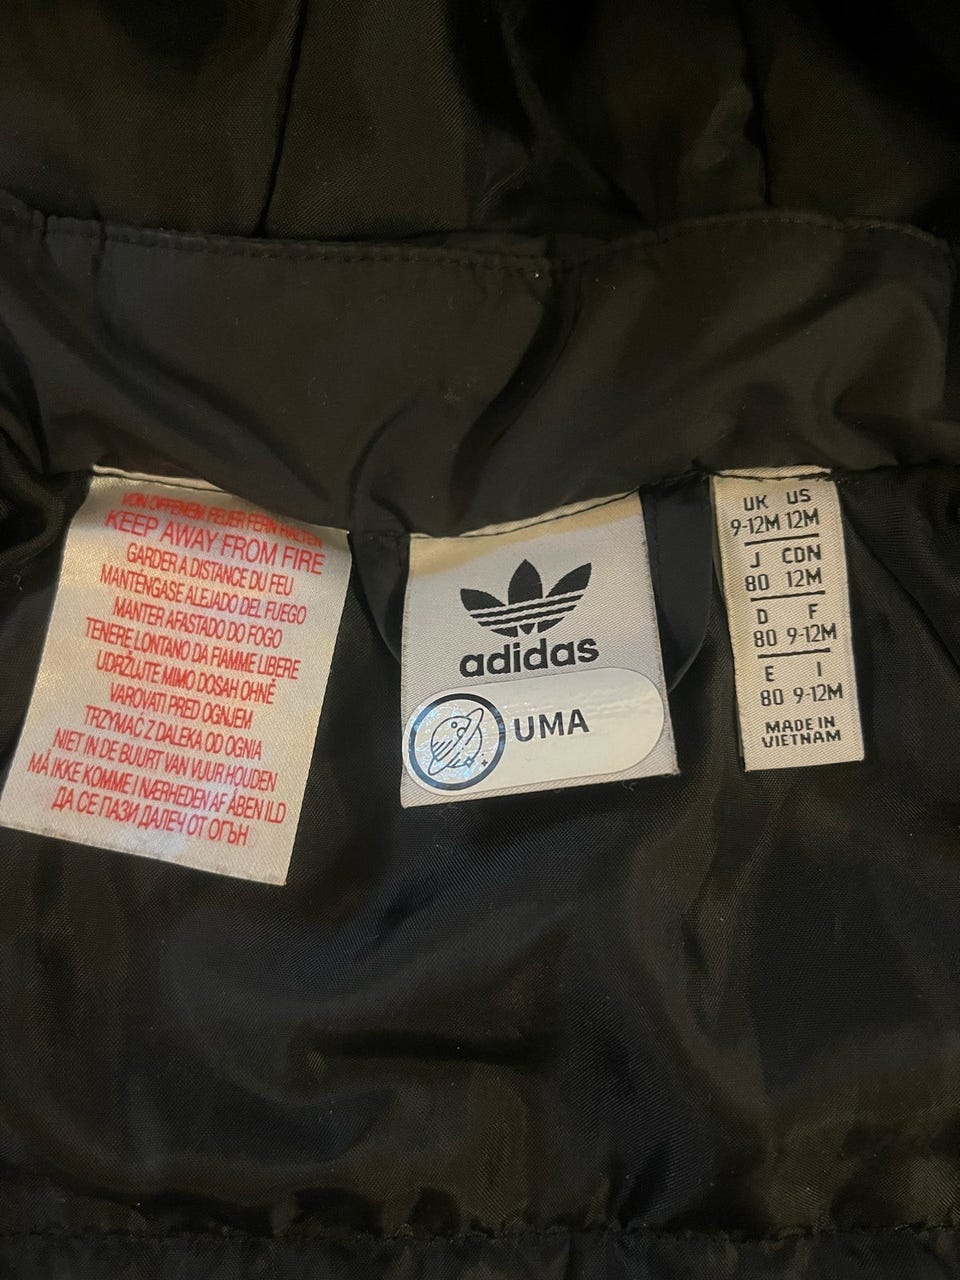 VON OFFENEM FEUER FERN HALTEN
KEEP AWAY FROM FIRE
GARDER A DISTANCE DU FEU
MANTÉNGASE ALEJADO DEL FUEGO
MANTER AFASTADO DO FOGO
TENERE LONTANO DA FIAMME LIBERE
UDRŽUJTE MIMO DOSAH OHNĚ
VAROVATI PRED OGNJEM
TRZYMAĆ Z DALEKA OD OGNIA
NIET IN DE BUURT VAN VUUR HOUDEN
MÅ IKKE KOMME I NÆRHEDEN AF ÅBEN ILD
ДА СЕ ПАЗИ ДАЛЕЧ ОТ ОГЪН
adidas
UMA
UK US
9-12M 12M
J CDN
80 12M
D F
80 9-12M
E I
80 9-12M
MADE IN
VIETNAM